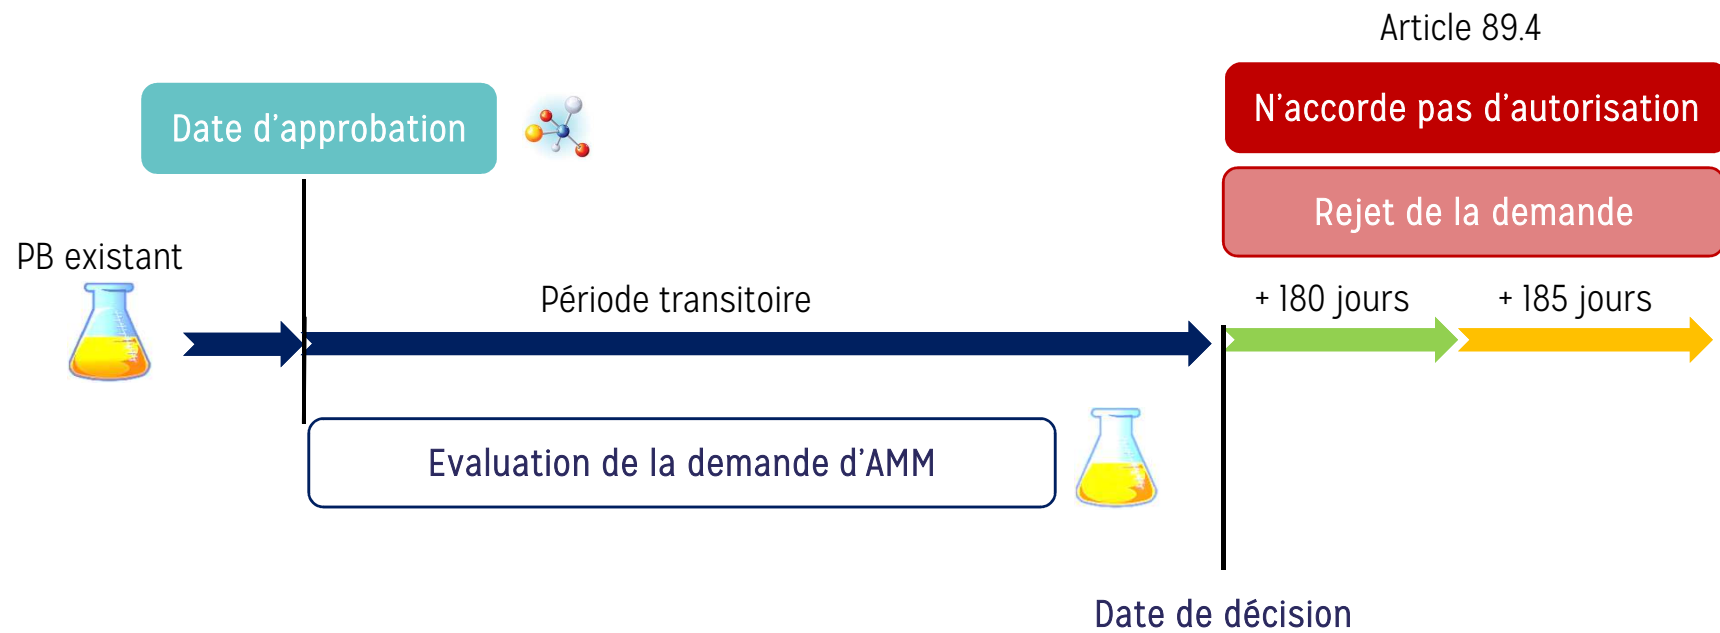 Article 89.4
N'accorde pas d'autorisation
Date d'approbation
Rejet de la demande
PB existant
Période transitoire
+ 180 jours
+ 185 jours
Evaluation de la demande d'AMM
Date de décision